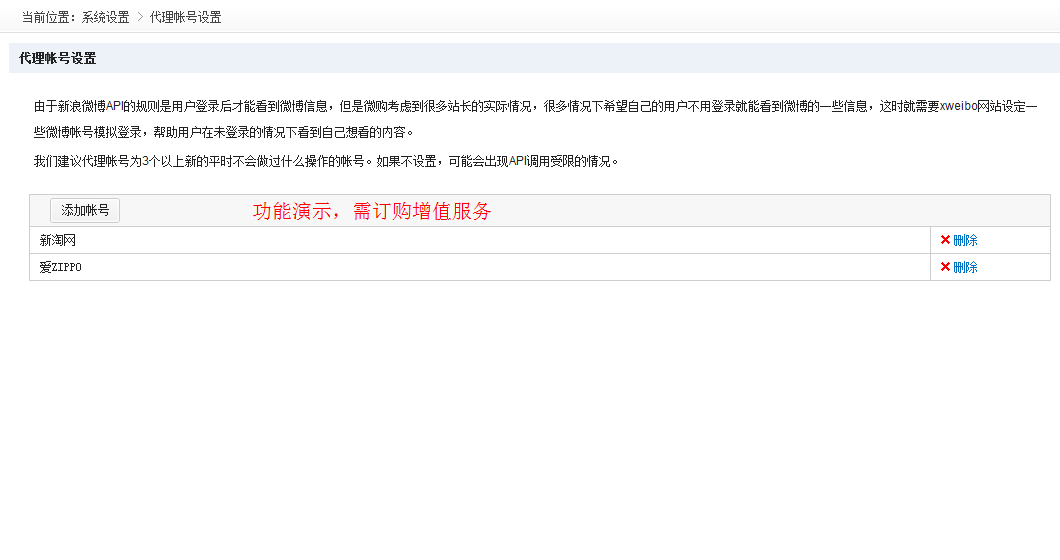 当前位置：系统设置 > 代理帐号设置
代理帐号设置
由于新浪微博API的规则是用户登录后才能看到微博信息，但是微购考虑到很多站长的实际情况，很多情况下希望自己的用户不用登录就能看到微博的一些信息，这时就需要xweibo网站设定一
些微博帐号模拟登录，帮助用户在未登录的情况下看到自己想看的内容。
我们建议代理帐号为3个以上新的平时不会做过什么操作的帐号。如果不设置，可能会出现API调用受限的情况。
添加帐号 功能演示，需订购增值服务
新淘网 删除
爱ZIPPO 删除